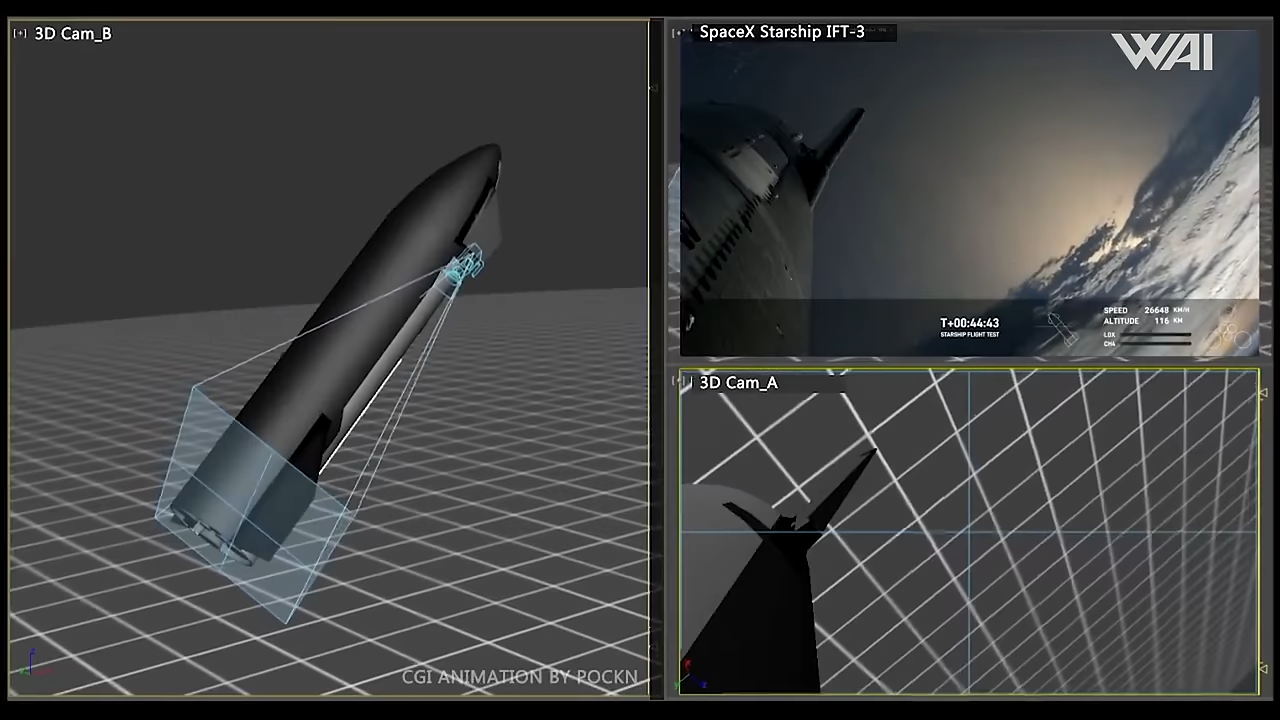 [+] 3D Cam_B
CGI ANIMATION BY POCKN
SpaceX Starship IFT-3
WAI
T+00:44:43
STARSHIP FLIGHT TEST
SPEED 26648 KM/H
ALTITUDE 116 KM
LOX
CH4
3D Cam_A